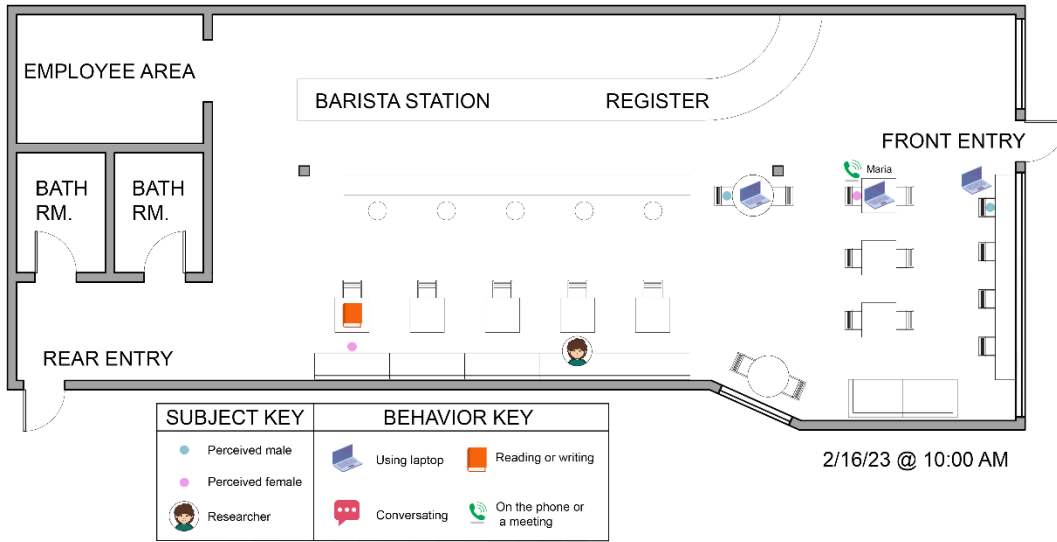 EMPLOYEE AREA
BARISTA STATION
REGISTER
FRONT ENTRY
Maria
BATH
RM.
BATH
RM.
REAR ENTRY
SUBJECT KEY
BEHAVIOR KEY
Perceived male
Using laptop
Reading or writing
Perceived female
Researcher
Conversating
On the phone or
a meeting
2/16/23 @ 10:00 AM